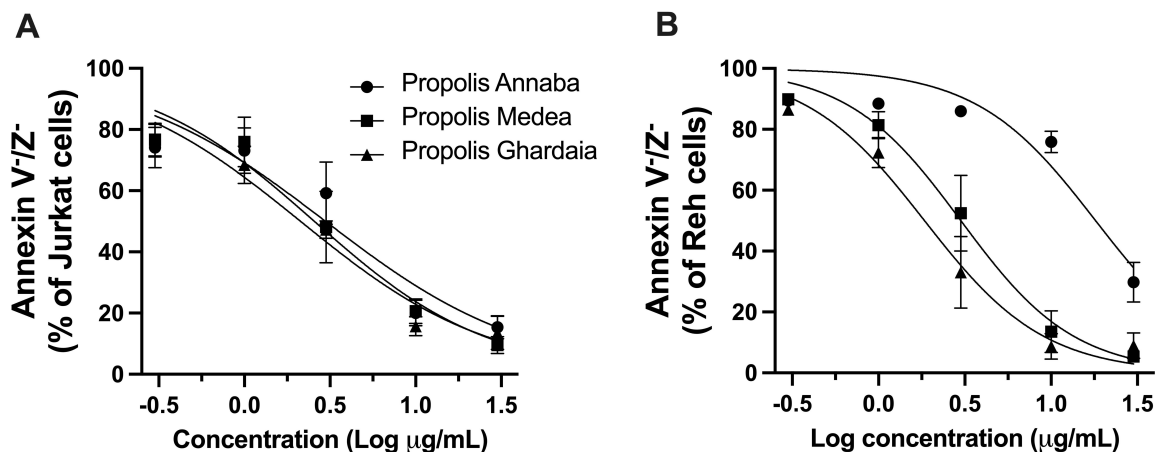 A
Annexin V⁻/Z⁻
(% of Jurkat cells)
100
80
60
40
20
0
-0.5
0.0
0.5
1.0
1.5
Concentration (Log μg/mL)
Propolis Annaba
Propolis Medea
Propolis Ghardaia
B
Annexin V⁻/Z⁻
(% of Reh cells)
100
80
60
40
20
0
-0.5
0.0
0.5
1.0
1.5
Log concentration (μg/mL)